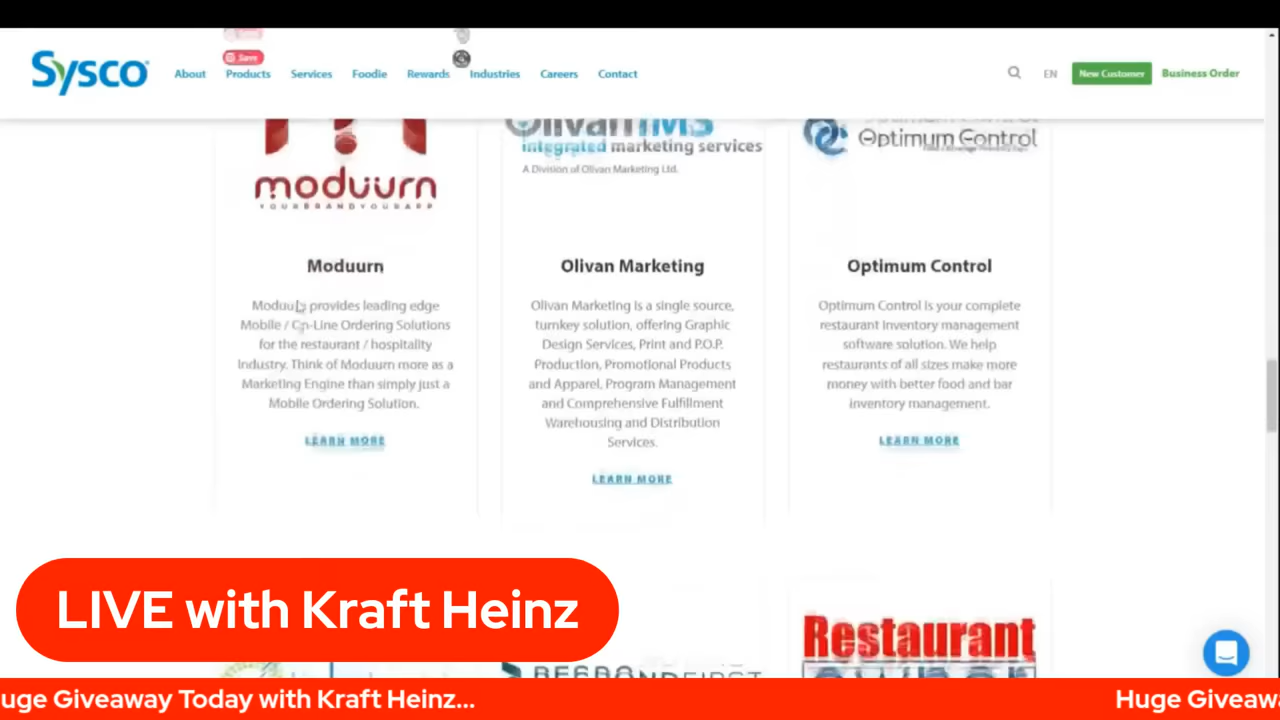 Save
Sysco
About
Products
Services
Foodie
Rewards
Industries
Careers
Contact
EN
New Customer
Business Order
moduurn
YOURBRANDYOURAPP
integrated marketing services
A Division of Olivan Marketing Ltd.
Optimum Control
Moduurn
Moduurn provides leading edge
Mobile / On-Line Ordering Solutions
for the restaurant / hospitality
Industry. Think of Moduurn more as a
Marketing Engine than simply just a
Mobile Ordering Solution.
LEARN MORE
Olivan Marketing
Olivan Marketing is a single source,
turnkey solution, offering Graphic
Design Services, Print and P.O.P.
Production, Promotional Products
and Apparel, Program Management
and Comprehensive Fulfillment
Warehousing and Distribution
Services.
LEARN MORE
Optimum Control
Optimum Control is your complete
restaurant inventory management
software solution. We help
restaurants of all sizes make more
money with better food and bar
inventory management.
LEARN MORE
LIVE with Kraft Heinz
Restaurant
uge Giveaway Today with Kraft Heinz...
Huge Giveaw